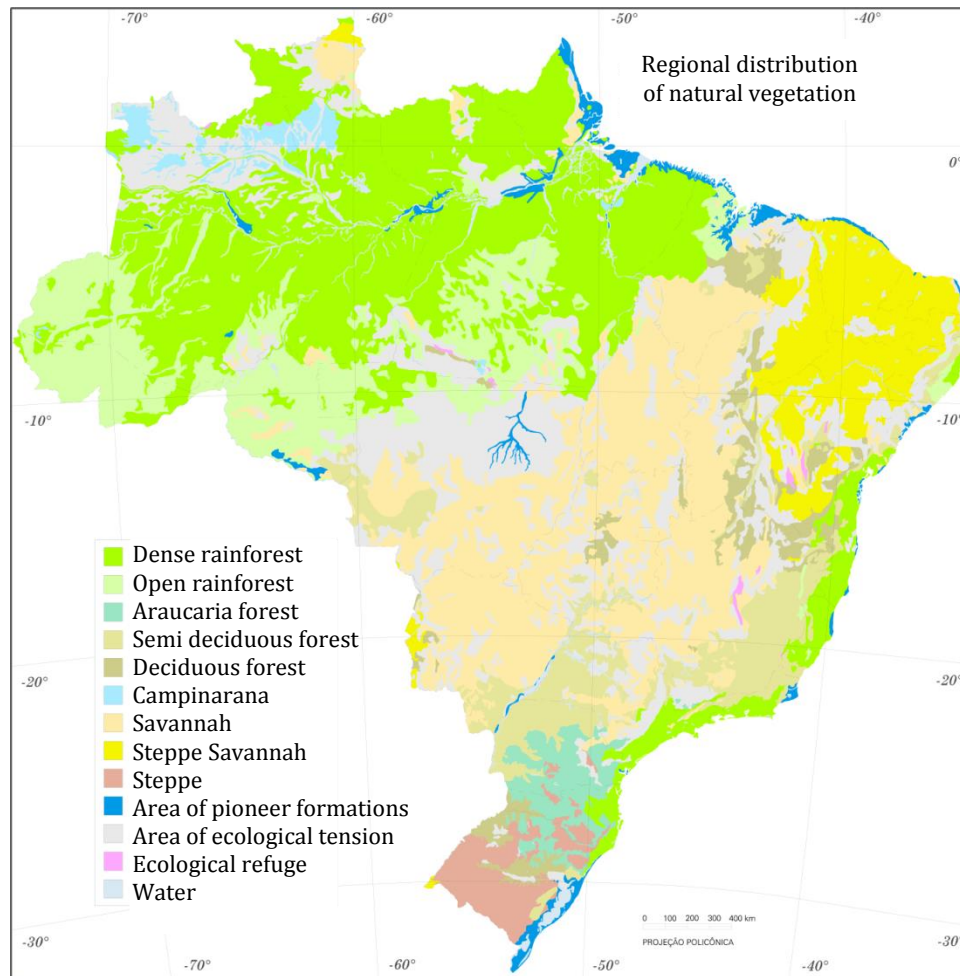 -70° -60° -50° -40°
Regional distribution
of natural vegetation
0°
-10° -10°
Dense rainforest
Open rainforest
Araucaria forest
Semi deciduous forest
Deciduous forest
Campinarana
Savannah
Steppe Savannah
Steppe
Area of pioneer formations
Area of ecological tension
Ecological refuge
Water
-20° -20°
0 100 200 300 400 km
PROJEÇÃO POLICÔNICA
-30° -30°
-70° -60° -50° -40°